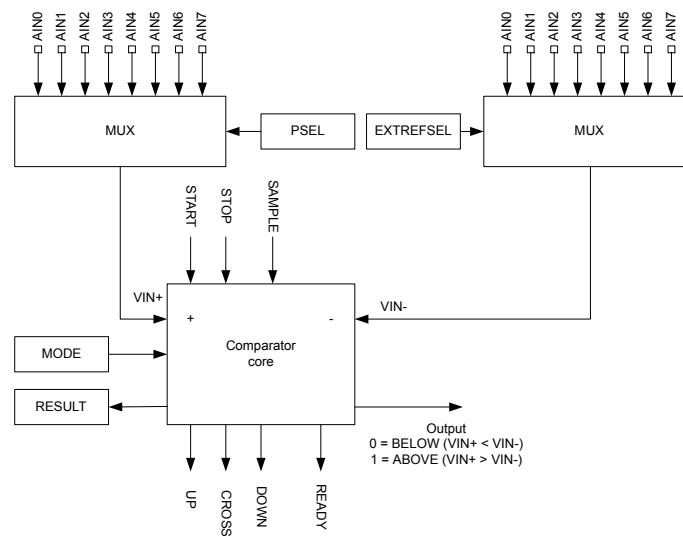 AIN0
AIN1
AIN2
AIN3
AIN4
AIN5
AIN6
AIN7
AIN0
AIN1
AIN2
AIN3
AIN4
AIN5
AIN6
AIN7
MUX
PSEL
EXTREFSEL
MUX
START
STOP
SAMPLE
VIN+
VIN-
+
-
Comparator
core
MODE
RESULT
Output
0 = BELOW (VIN+ < VIN-)
1 = ABOVE (VIN+ > VIN-)
UP
CROSS
DOWN
READY